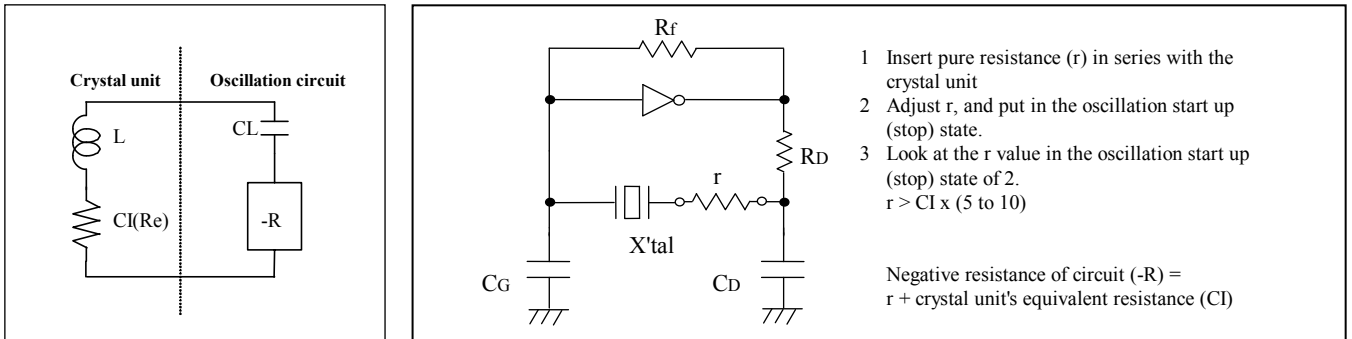 Crystal unit
Oscillation circuit
L
CL
CI(Re)
-R
Rf
RD
r
X'tal
CG
CD
1 Insert pure resistance (r) in series with the
crystal unit
2 Adjust r, and put in the oscillation start up
(stop) state.
3 Look at the r value in the oscillation start up
(stop) state of 2.
r > CI x (5 to 10)
Negative resistance of circuit (-R) =
r + crystal unit's equivalent resistance (CI)